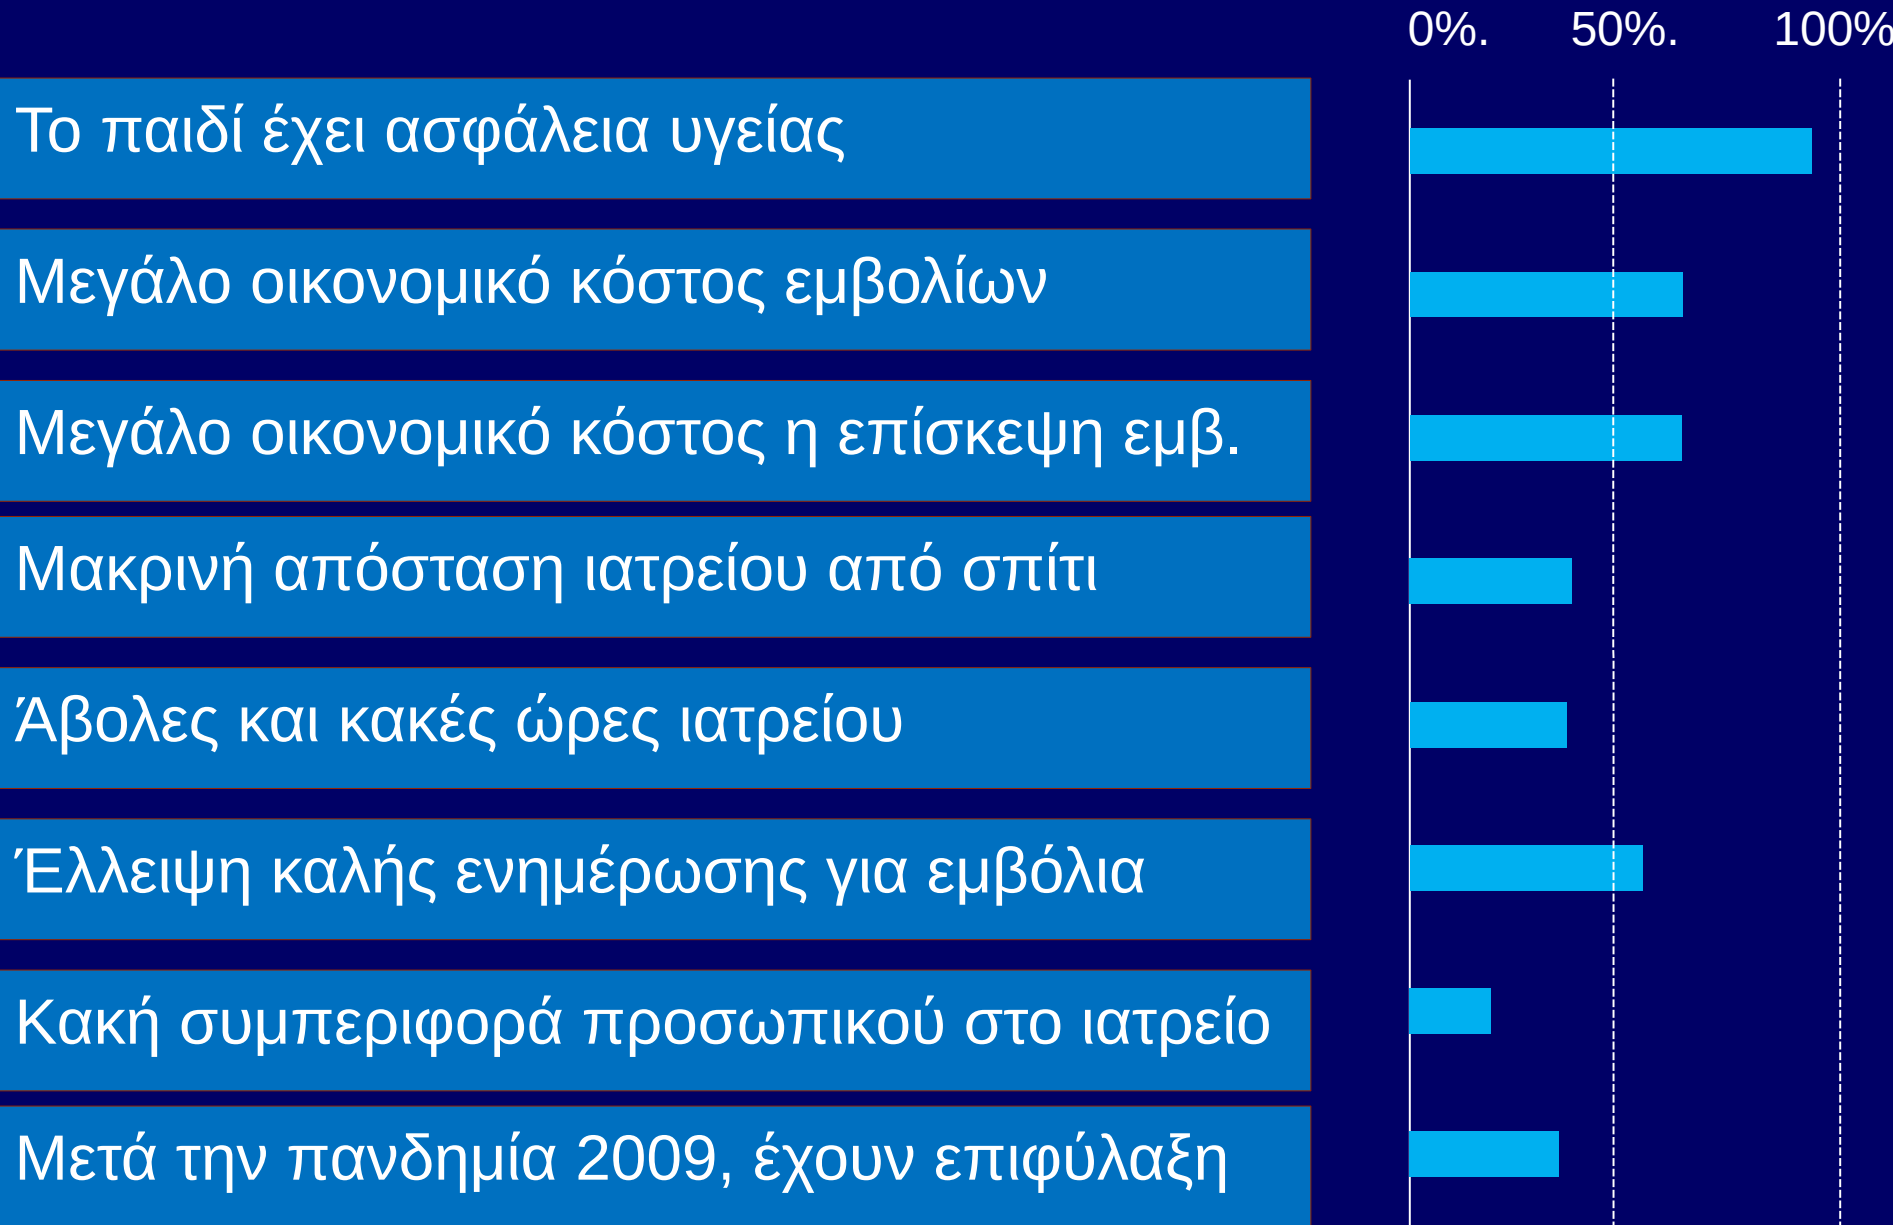 0%. 50%. 100%
Το παιδί έχει ασφάλεια υγείας
Μεγάλο οικονομικό κόστος εμβολίων
Μεγάλο οικονομικό κόστος η επίσκεψη εμβ.
Μακρινή απόσταση ιατρείου από σπίτι
Άβολες και κακές ώρες ιατρείου
Έλλειψη καλής ενημέρωσης για εμβόλια
Κακή συμπεριφορά προσωπικού στο ιατρείο
Μετά την πανδημία 2009, έχουν επιφύλαξη